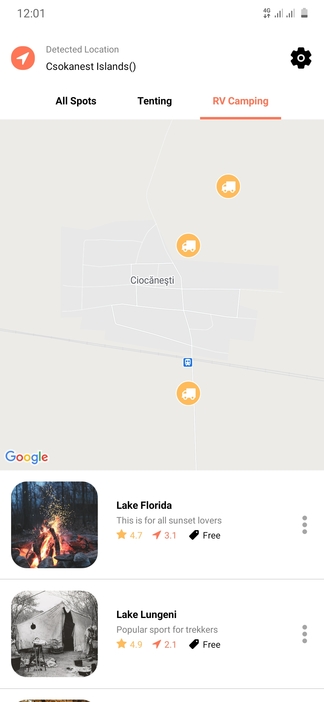 12:01
4G
Detected Location
Csokanest Islands()
All Spots
Tenting
RV Camping
Ciocănești
Google
Lake Florida
This is for all sunset lovers
4.7
3.1
Free
Lake Lungeni
Popular sport for trekkers
4.9
2.1
Free